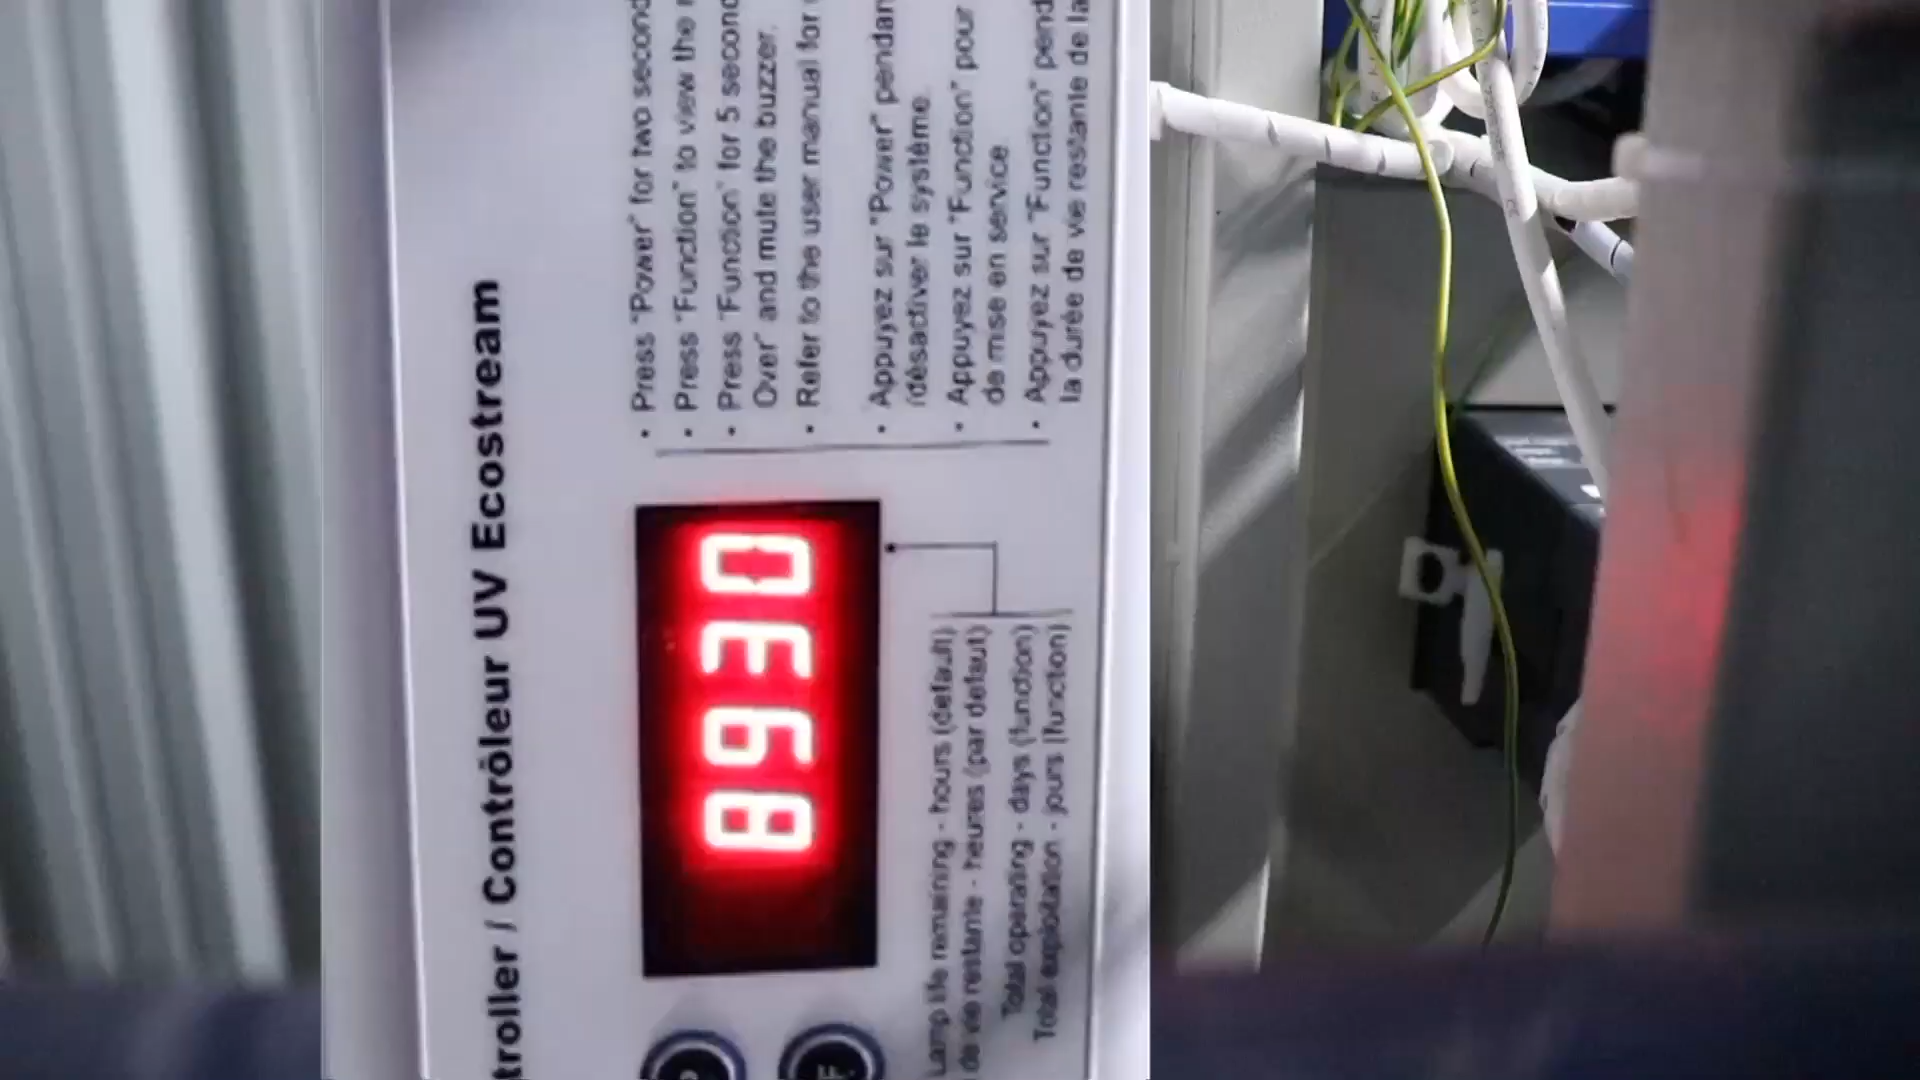 troller / Contrôleur UV Ecostream
• Press "Power" for two second
• Press "Function" to view the
• Press "Function" for 5 second
Over" and mute the buzzer.
• Refer to the user manual for
• Appuyez sur "Power" pendan
(désactiver le système.
• Appuyez sur "Function" pour
de mise en service
• Appuyez sur "Function" pend
la durée de vie restante de la
8930
P
F
Lamp life remaining - hours (default)
de vie restante - heures (par defaut)
Total operating - days (function)
Total exploitation - jours (function)